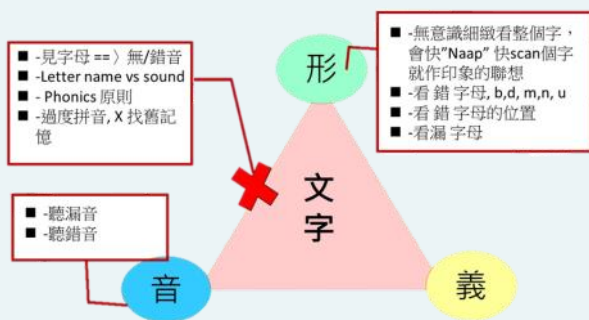 ■ -見字母 == 〉無/錯音
■ -Letter name vs sound
■ - Phonics 原則
■ -過度拼音, X 找舊記
憶
形
■ -無意識細緻看整個字，
會快”Naap” 快scan個字
就作印象的聯想
■ -看 錯 字母, b,d, m,n, u
■ -看 錯 字母的位置
■ -看漏 字母
文
字
■ -聽漏音
■ -聽錯音
音
義